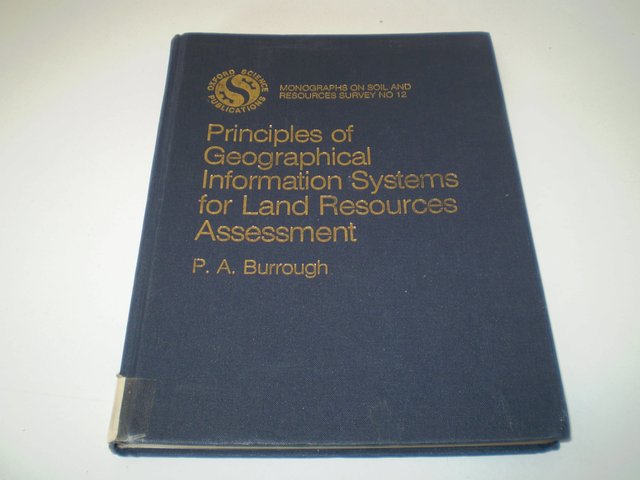 OXFORD SCIENCE
PUBLICATIONS
MONOGRAPHS ON SOIL AND
RESOURCES SURVEY NO 12
Principles of
Geographical
Information Systems
for Land Resources
Assessment
P. A. Burrough